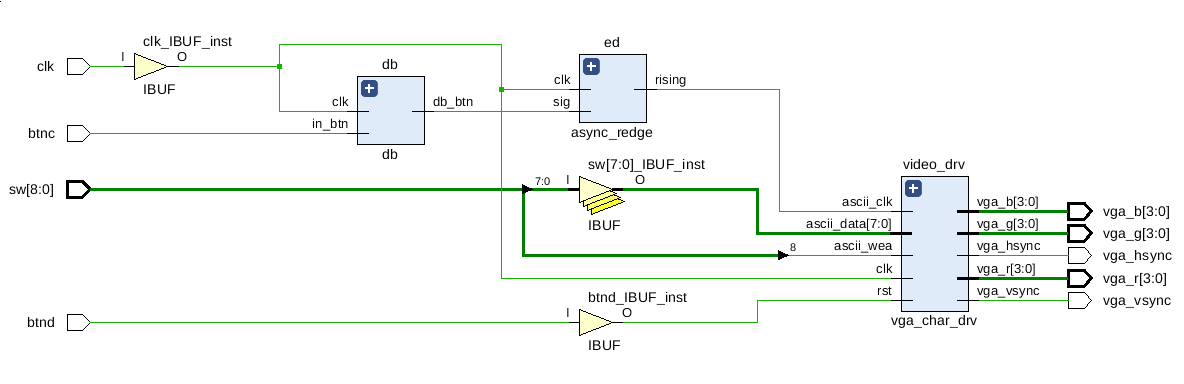 ed
clk_IBUF_inst
I
O
clk
db
clk
rising
IBUF
clk
db_btn
sig
in_btn
btnc
async_redge
db
sw[7:0]_IBUF_inst
video_drv
7:0
I
O
sw[8:0]
ascii_clk
vga_b[3:0]
vga_b[3:0]
IBUF
ascii_data[7:0]
vga_g[3:0]
vga_g[3:0]
8
ascii_wea
vga_hsync
vga_hsync
clk
vga_r[3:0]
vga_r[3:0]
btnd_IBUF_inst
rst
vga_vsync
vga_vsync
I
O
btnd
vga_char_drv
IBUF